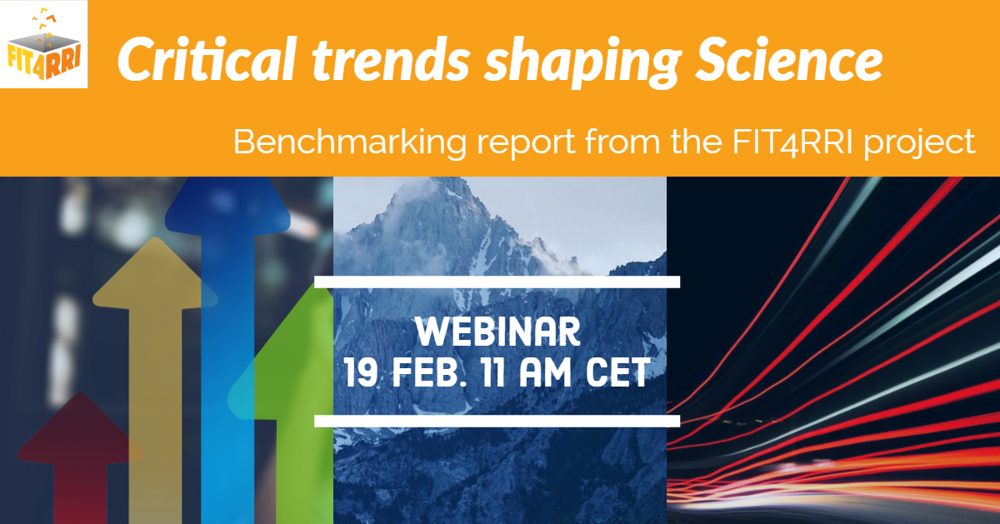 FIT4RRI
Critical trends shaping Science
Benchmarking report from the FIT4RRI project
WEBINAR
19 FEB. 11 AM CET